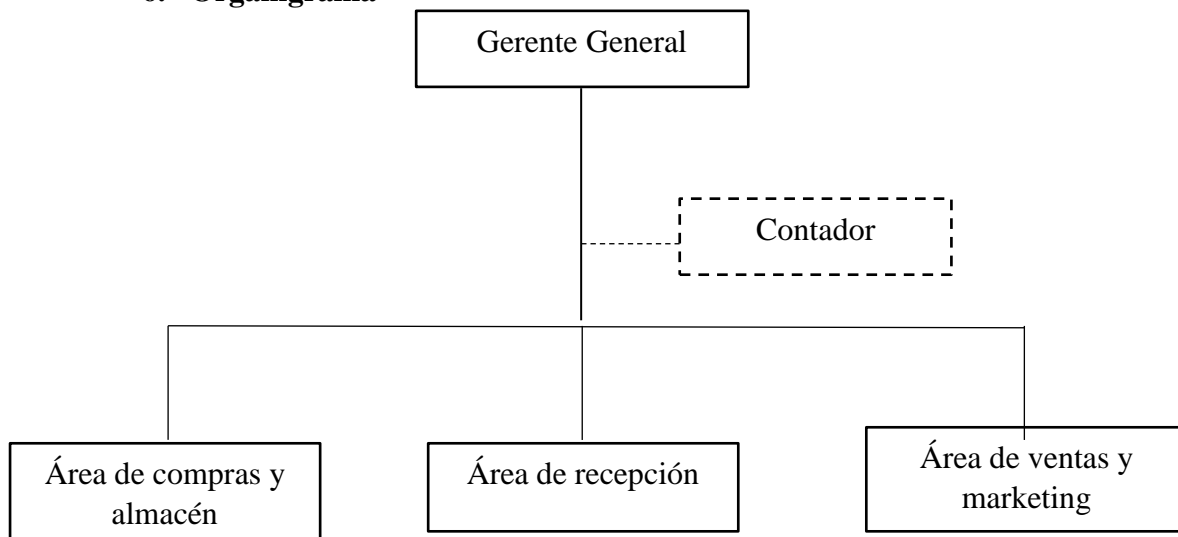 Organigrama
Gerente General
Contador
Área de compras y
almacén
Área de recepción
Área de ventas y
marketing